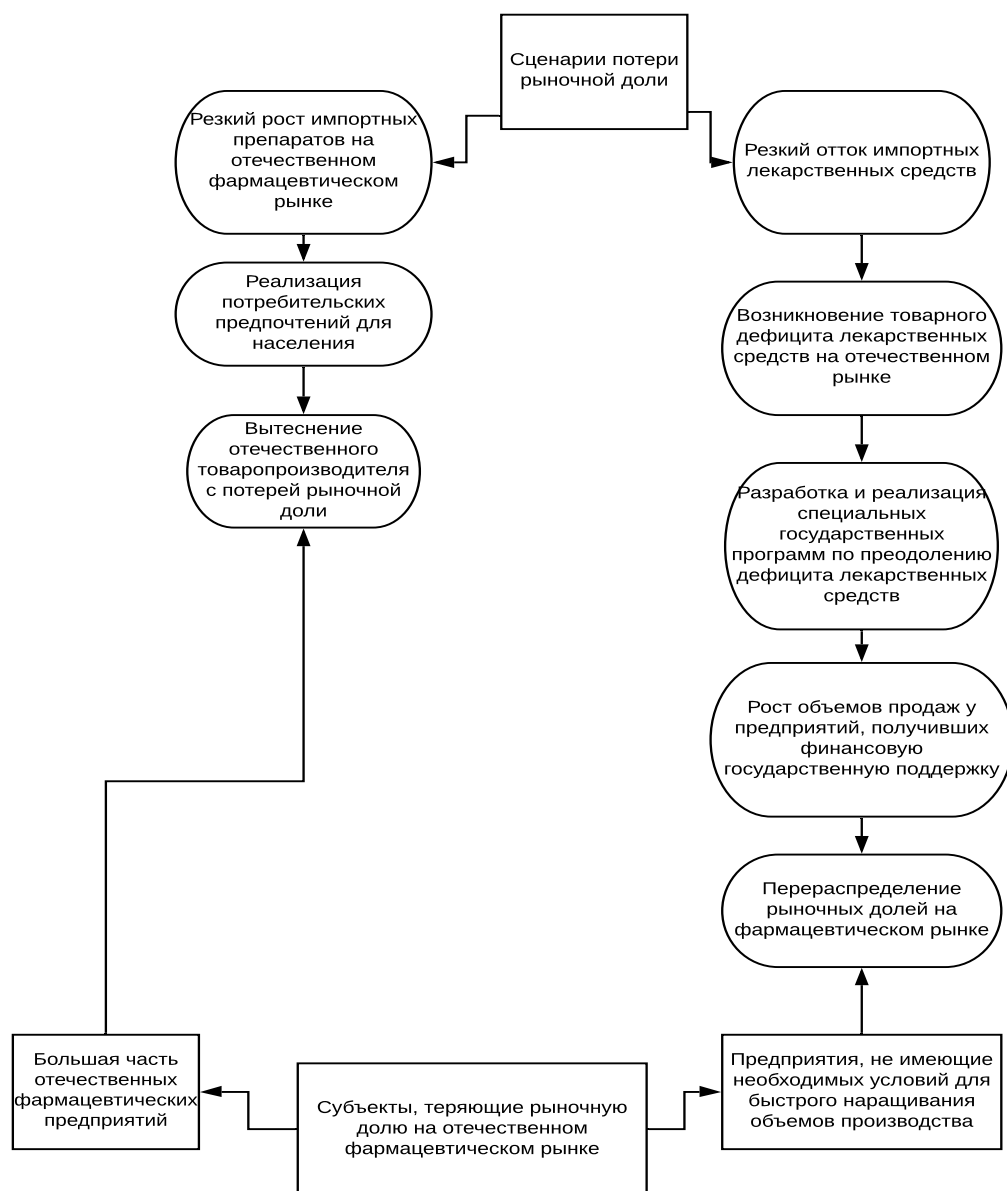 Сценарии потери
рыночной доли
Резкий рост импортных
препаратов на
отечественном
фармацевтическом
рынке
Резкий отток импортных
лекарственных средств
Реализация
потребительских
предпочтений для
населения
Возникновение товарного
дефицита лекарственных
средств на отечественном
рынке
Вытеснение
отечественного
товаропроизводителя
с потерей рыночной
доли
Разработка и реализация
специальных
государственных
программ по преодолению
дефицита лекарственных
средств
Рост объемов продаж у
предприятий, получивших
финансовую
государственную поддержку
Перераспределение
рыночных долей на
фармацевтическом рынке
Большая часть
отечественных
фармацевтических
предприятий
Субъекты, теряющие рыночную
долю на отечественном
фармацевтическом рынке
Предприятия, не имеющие
необходимых условий для
быстрого наращивания
объемов производства